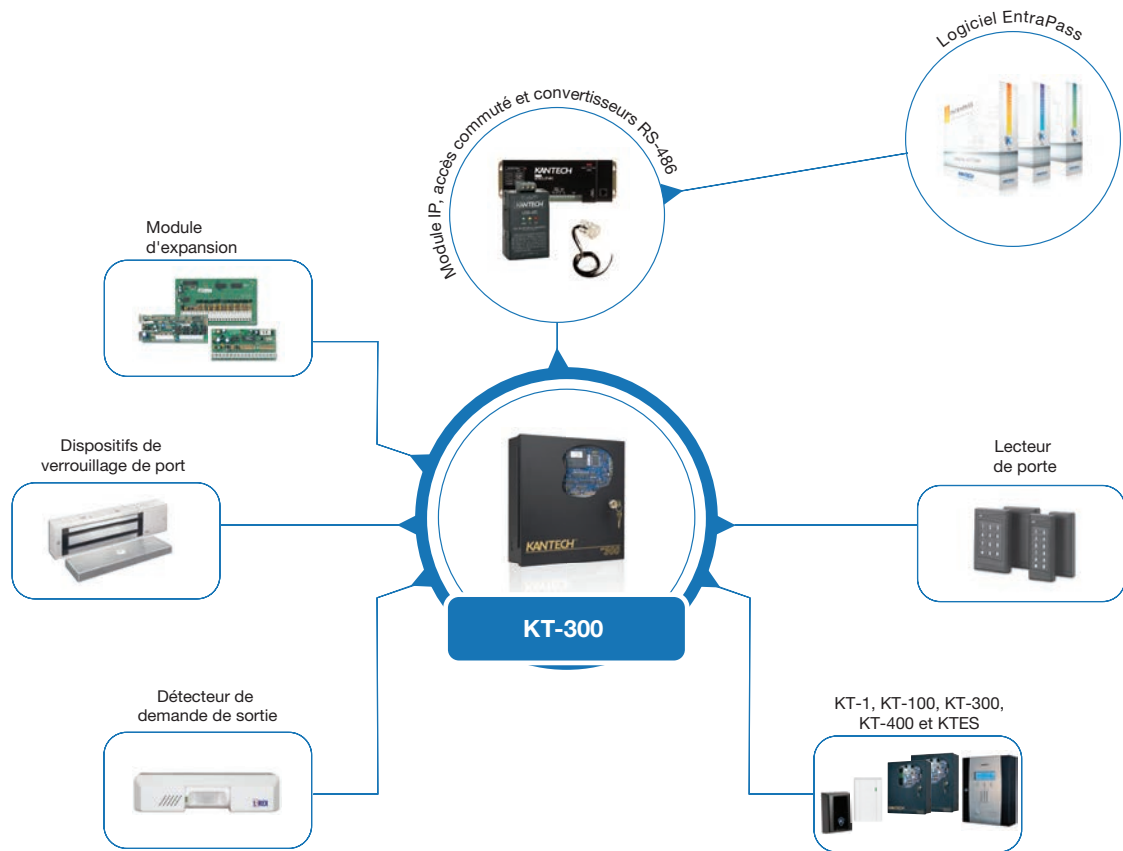 Logiciel EntraPass
Module IP, accès commuté et convertisseurs RS-486
KANTECH
KANTECH
Module
d'expansion
Dispositifs de
verrouillage de port
Lecteur
de porte
KANTECH
KT-300
Détecteur de
demande de sortie
KT-1, KT-100, KT-300,
KT-400 et KTES